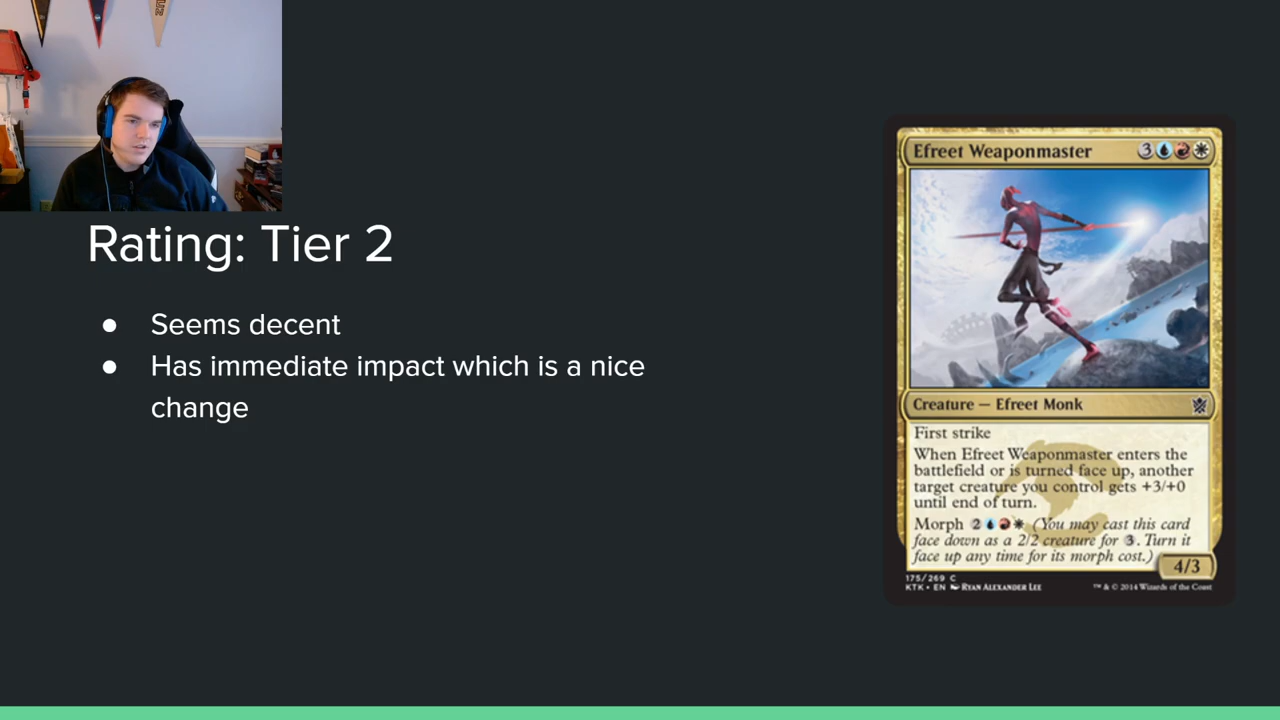 Rating: Tier 2
● Seems decent
● Has immediate impact which is a nice
change
Efreet Weaponmaster 3
Creature — Efreet Monk
First strike
When Efreet Weaponmaster enters the
battlefield or is turned face up, another
target creature you control gets +3/+0
until end of turn.
Morph 2 (You may cast this card
face down as a 2/2 creature for 3. Turn it
face up any time for its morph cost.)
4/3
175/269 C
KTK • EN Ryan Alexander Lee
™ & © 2014 Wizards of the Coast